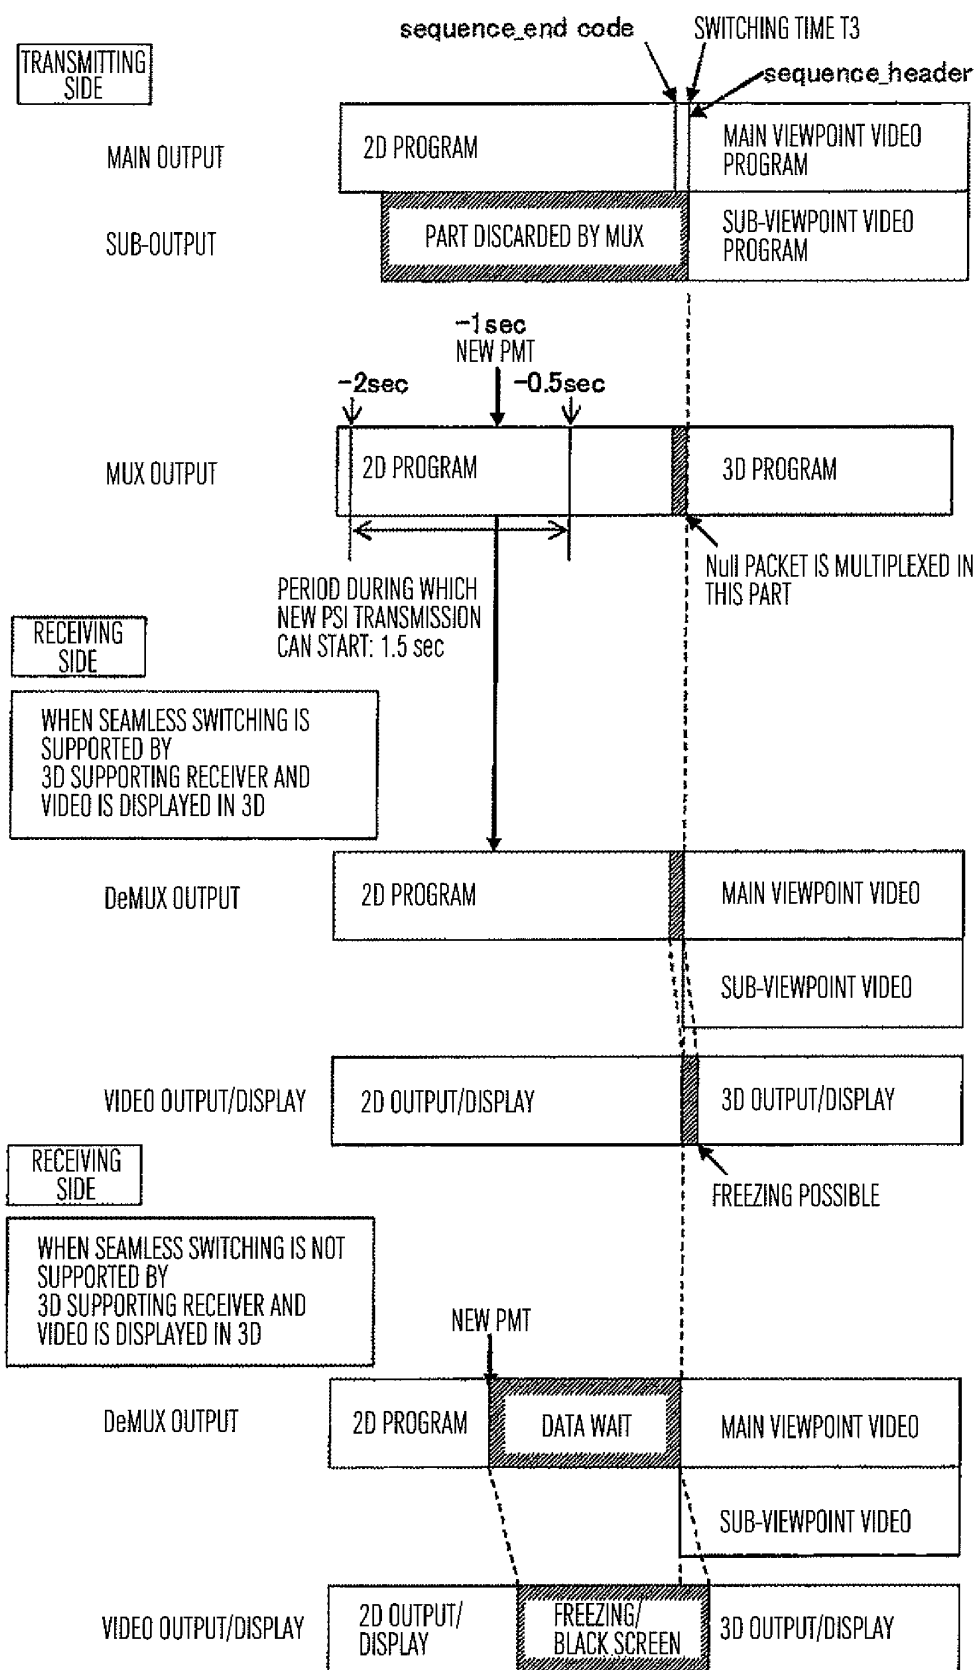 sequence_end code
SWITCHING TIME T3
TRANSMITTING
SIDE
sequence_header
MAIN OUTPUT
2D PROGRAM
MAIN VIEWPOINT VIDEO
PROGRAM
SUB-OUTPUT
PART DISCARDED BY MUX
SUB-VIEWPOINT VIDEO
PROGRAM
-1sec
NEW PMT
-2sec
-0.5sec
MUX OUTPUT
2D PROGRAM
3D PROGRAM
Null PACKET IS MULTIPLEXED IN
THIS PART
PERIOD DURING WHICH
NEW PSI TRANSMISSION
CAN START: 1.5 sec
RECEIVING
SIDE
WHEN SEAMLESS SWITCHING IS
SUPPORTED BY
3D SUPPORTING RECEIVER AND
VIDEO IS DISPLAYED IN 3D
DeMUX OUTPUT
2D PROGRAM
MAIN VIEWPOINT VIDEO
SUB-VIEWPOINT VIDEO
VIDEO OUTPUT/DISPLAY
2D OUTPUT/DISPLAY
3D OUTPUT/DISPLAY
FREEZING POSSIBLE
RECEIVING
SIDE
WHEN SEAMLESS SWITCHING IS NOT
SUPPORTED BY
3D SUPPORTING RECEIVER AND
VIDEO IS DISPLAYED IN 3D
NEW PMT
DeMUX OUTPUT
2D PROGRAM
DATA WAIT
MAIN VIEWPOINT VIDEO
SUB-VIEWPOINT VIDEO
VIDEO OUTPUT/DISPLAY
2D OUTPUT/
DISPLAY
FREEZING/
BLACK SCREEN
3D OUTPUT/DISPLAY